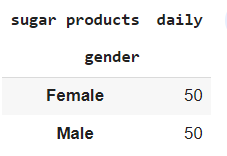 sugar products daily
gender
Female 50
Male 50